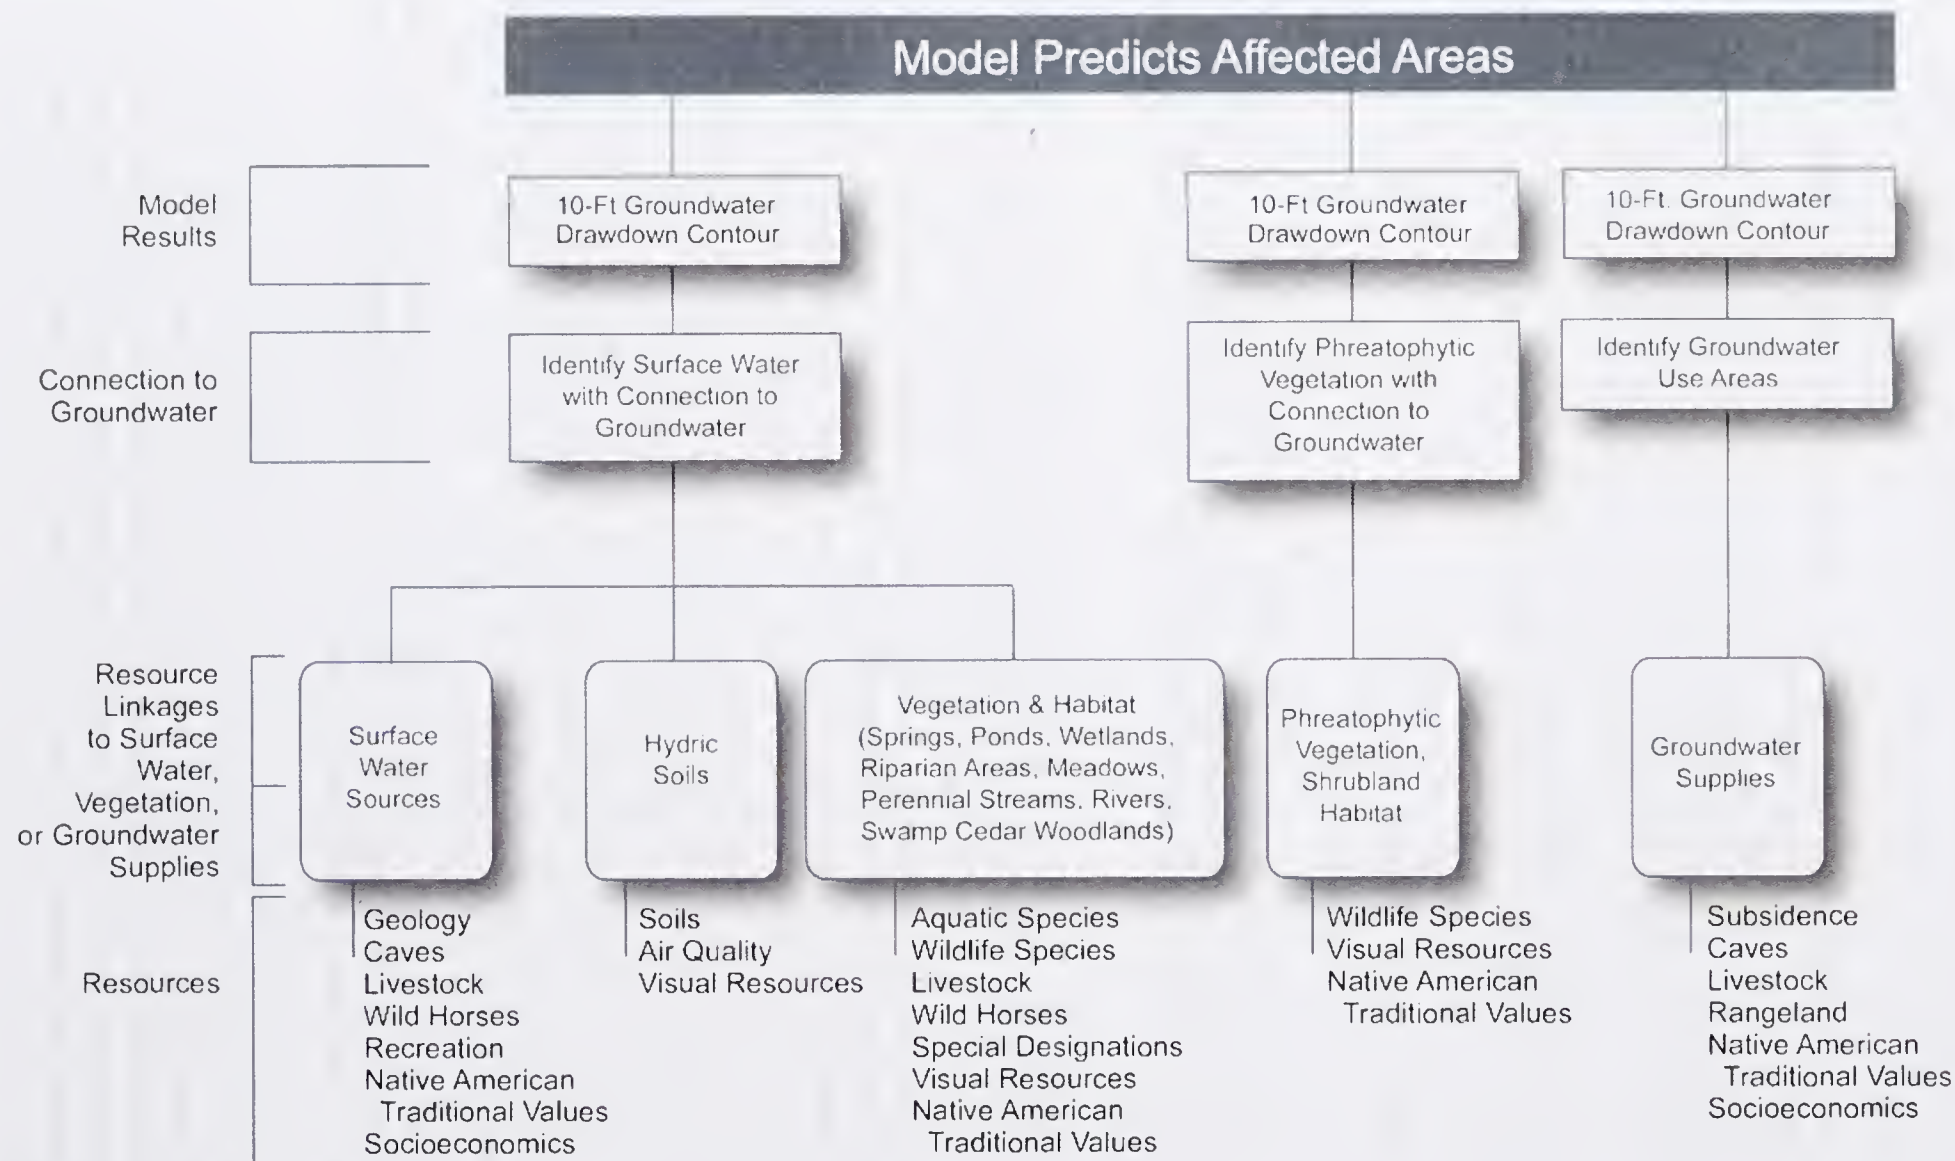 Model Predicts Affected Areas
Model
Results
10-Ft Groundwater
Drawdown Contour
10-Ft Groundwater
Drawdown Contour
10-Ft. Groundwater
Drawdown Contour
Connection to
Groundwater
Identify Surface Water
with Connection to
Groundwater
Identify Phreatophytic
Vegetation with
Connection to
Groundwater
Identify Groundwater
Use Areas
Resource
Linkages
to Surface
Water,
Vegetation,
or Groundwater
Supplies
Surface
Water
Sources
Hydric
Soils
Vegetation & Habitat
(Springs, Ponds, Wetlands,
Riparian Areas, Meadows,
Perennial Streams, Rivers,
Swamp Cedar Woodlands)
Phreatophytic
Vegetation,
Shrubland
Habitat
Groundwater
Supplies
Resources
Geology
Caves
Livestock
Wild Horses
Recreation
Native American
Traditional Values
Socioeconomics
Soils
Air Quality
Visual Resources
Aquatic Species
Wildlife Species
Livestock
Wild Horses
Special Designations
Visual Resources
Native American
Traditional Values
Wildlife Species
Visual Resources
Native American
Traditional Values
Subsidence
Caves
Livestock
Rangeland
Native American
Traditional Values
Socioeconomics